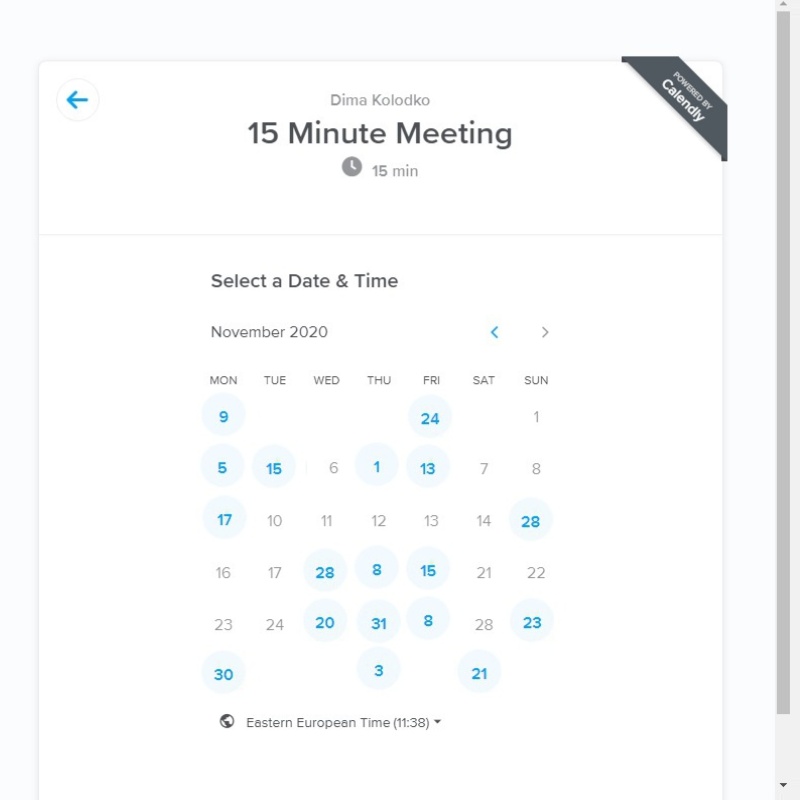 POWERED BY
Calendly
Dima Kolodko
15 Minute Meeting
15 min
Select a Date & Time
November 2020
MON TUE WED THU FRI SAT SUN
9 24 1
5 15 6 1 13 7 8
17 10 11 12 13 14 28
16 17 28 8 15 21 22
23 24 20 31 8 28 23
30 3 21
Eastern European Time (11:38)